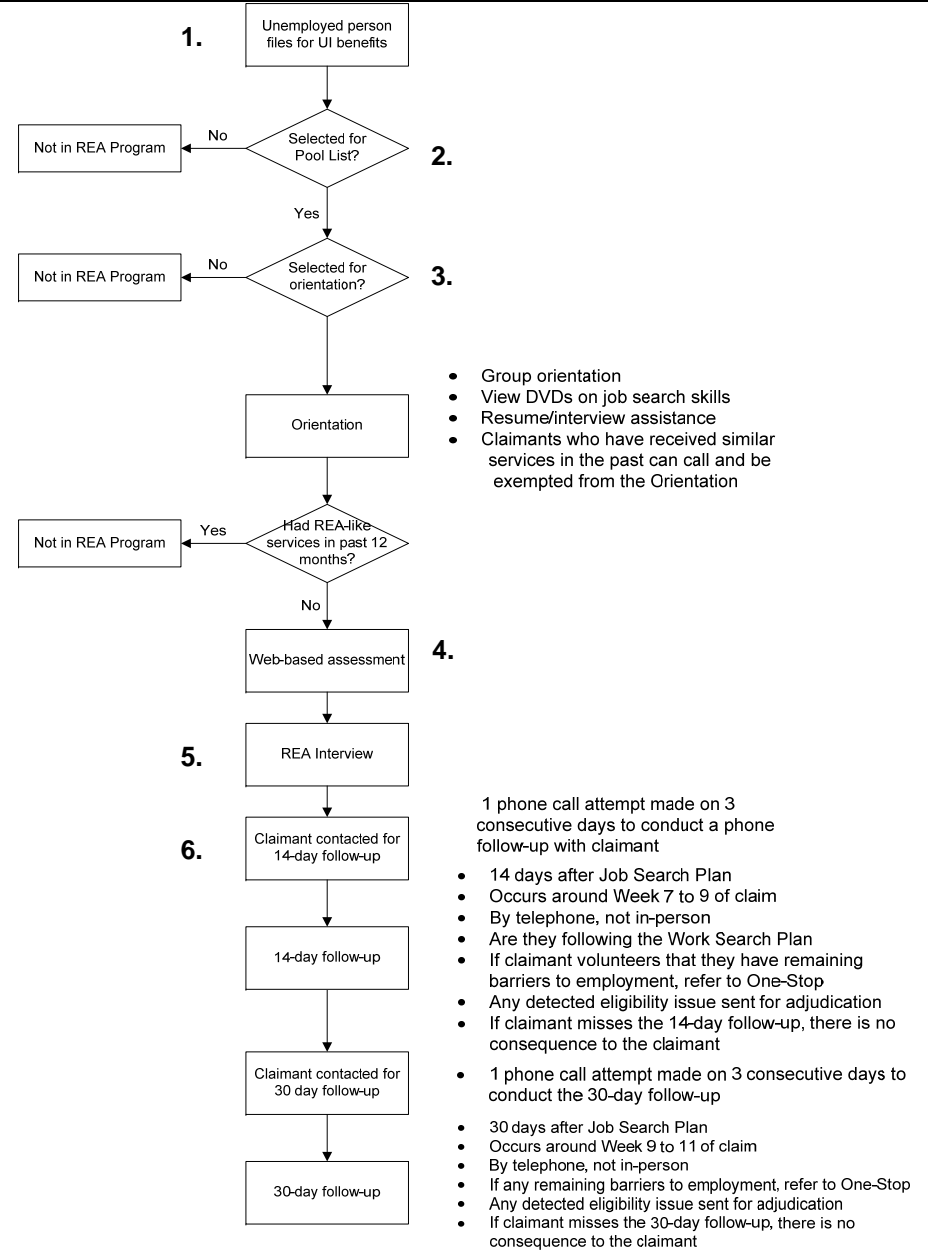 1.
Unemployed person
files for UI benefits
Not in REA Program
No
Selected for
Pool List?
2.
Yes
Not in REA Program
No
Selected for
orientation?
3.
Orientation
• Group orientation
• View DVDs on job search skills
• Resume/interview assistance
• Claimants who have received similar
services in the past can call and be
exempted from the Orientation
Not in REA Program
Yes
Had REA-like
services in past 12
months?
No
Web-based assessment
4.
5.
REA Interview
6.
Claimant contacted for
14-day follow-up
1 phone call attempt made on 3
consecutive days to conduct a phone
follow-up with claimant
14-day follow-up
• 14 days after Job Search Plan
• Occurs around Week 7 to 9 of claim
• By telephone, not in-person
• Are they following the Work Search Plan
• If claimant volunteers that they have remaining
barriers to employment, refer to One-Stop
• Any detected eligibility issue sent for adjudication
• If claimant misses the 14-day follow-up, there is no
consequence to the claimant
Claimant contacted for
30 day follow-up
• 1 phone call attempt made on 3 consecutive days to
conduct the 30-day follow-up
30-day follow-up
• 30 days after Job Search Plan
• Occurs around Week 9 to 11 of claim
• By telephone, not in-person
• If any remaining barriers to employment, refer to One-Stop
• Any detected eligibility issue sent for adjudication
• If claimant misses the 30-day follow-up, there is no
consequence to the claimant